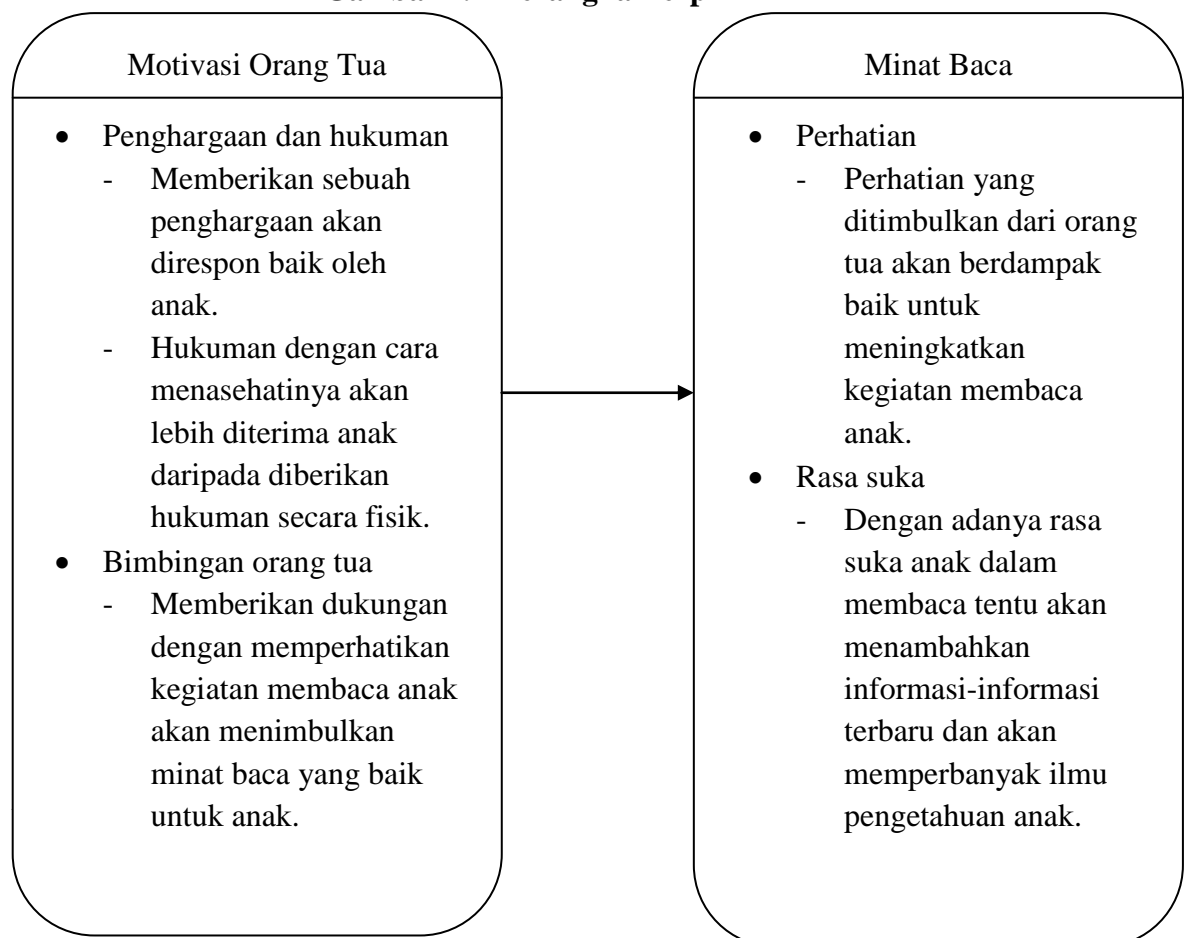 Motivasi Orang Tua
• Penghargaan dan hukuman
- Memberikan sebuah
penghargaan akan
direspon baik oleh
anak.
- Hukuman dengan cara
menasehatinya akan
lebih diterima anak
daripada diberikan
hukuman secara fisik.
• Bimbingan orang tua
- Memberikan dukungan
dengan memperhatikan
kegiatan membaca anak
akan menimbulkan
minat baca yang baik
untuk anak.
Minat Baca
• Perhatian
- Perhatian yang
ditimbulkan dari orang
tua akan berdampak
baik untuk
meningkatkan
kegiatan membaca
anak.
• Rasa suka
- Dengan adanya rasa
suka anak dalam
membaca tentu akan
menambahkan
informasi-informasi
terbaru dan akan
memperbanyak ilmu
pengetahuan anak.